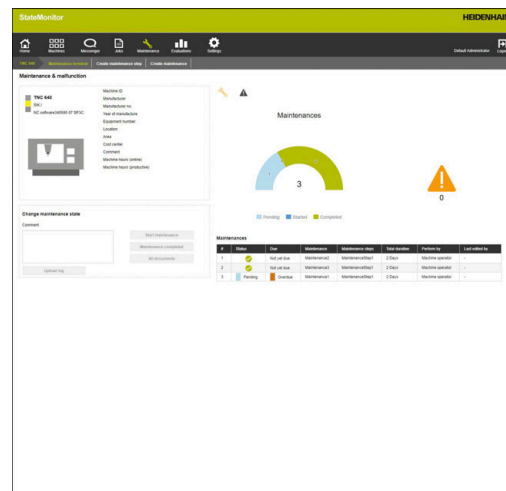 StateMonitor
HEIDENHAIN
Home
Machines
Messenger
Jobs
Maintenance
Evaluations
Settings
Default Administrator
TNC 640
Maintenance terminal
Create maintenance step
Create maintenance
Maintenance & malfunction
TNC 640
NC software
Machine ID
Manufacturer
Manufacturer no.
Year of manufacture
Equipment number
Location
Area
Cost center
Comment
Machine hours (online)
Machine hours (productive)
Maintenances
3
0
Pending Started Completed
Change maintenance state
Comment
Start maintenance
Maintenance completed
All documents
Upload log
Maintenances
# Status Due Maintenance Maintenance steps Total duration Perform by Last edited by
1 Not yet due Maintenance2 MaintenanceStep1 2 Days Machine operator -
2 Not yet due Maintenance3 MaintenanceStep1 2 Days Machine operator -
3 Pending Overdue Maintenance1 MaintenanceStep1 2 Days Machine operator -